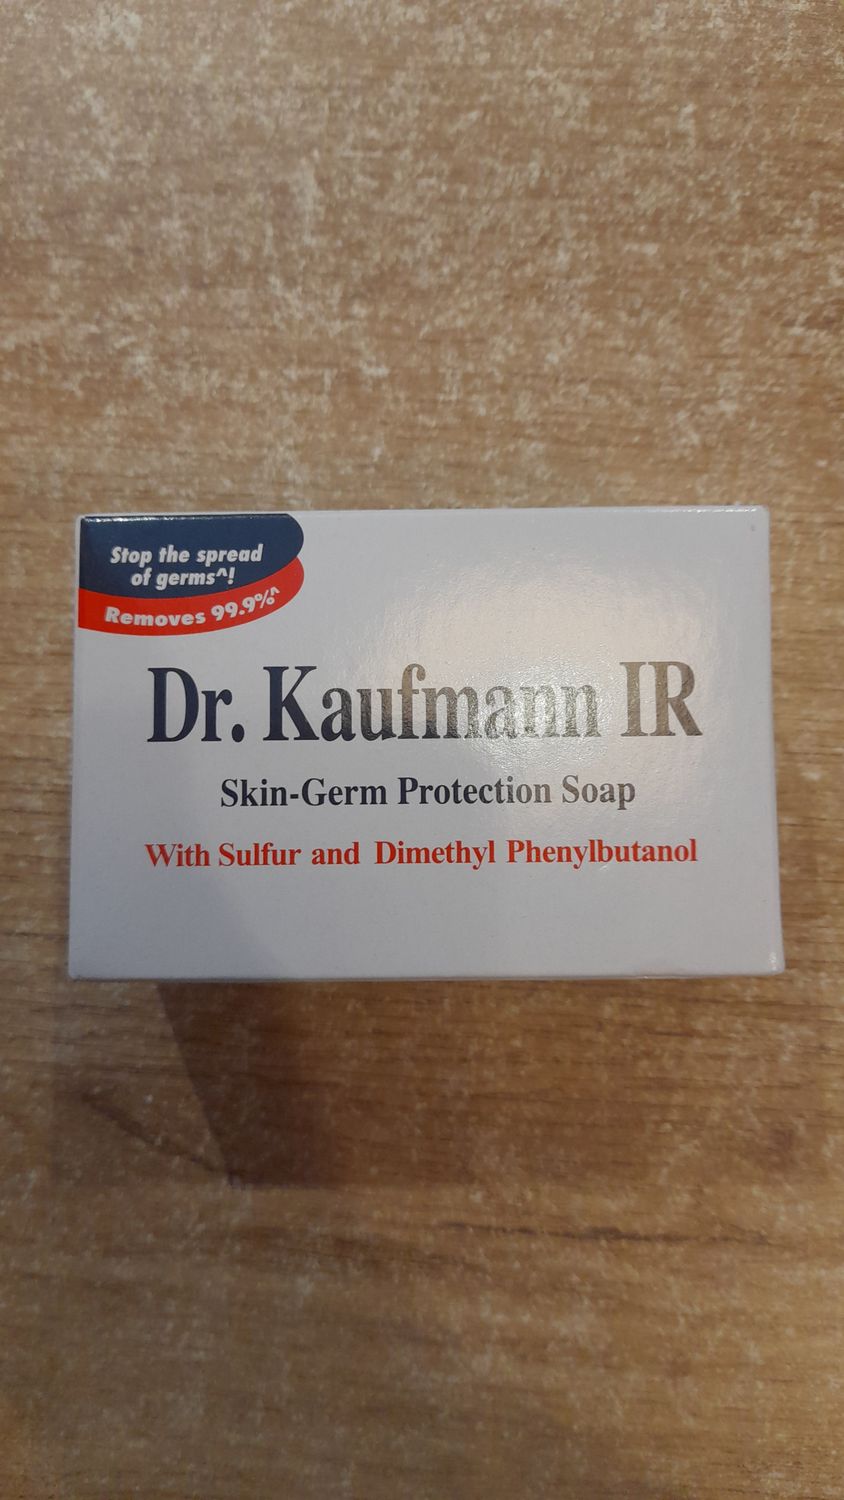 Stop the spread
of germs^!
Removes 99.9%^
Dr. Kaufmann IR
Skin-Germ Protection Soap
With Sulfur and Dimethyl Phenylbutanol